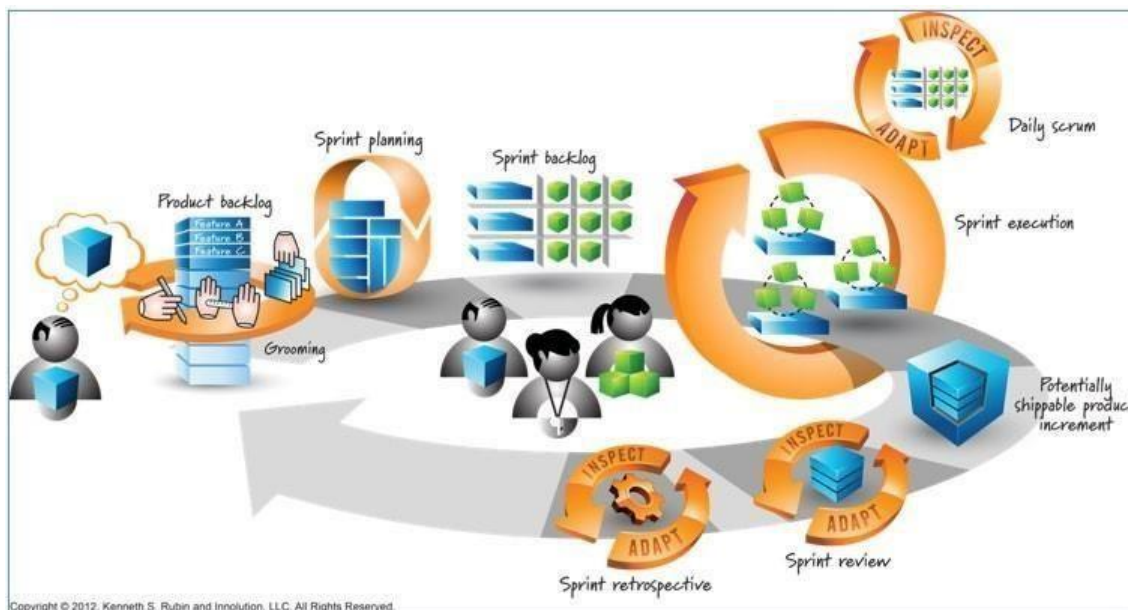 INSPECT
ADAPT
Daily scrum
Sprint planning
Sprint backlog
Product backlog
Feature A
Feature B
Feature C
Sprint execution
Grooming
Potentially
shippable produc
increment
INSPECT
ADAPT
Sprint review
INSPECT
ADAPT
Sprint retrospective
Copyright © 2012, Kenneth S. Rubin and Innolution, LLC. All Rights Reserved.